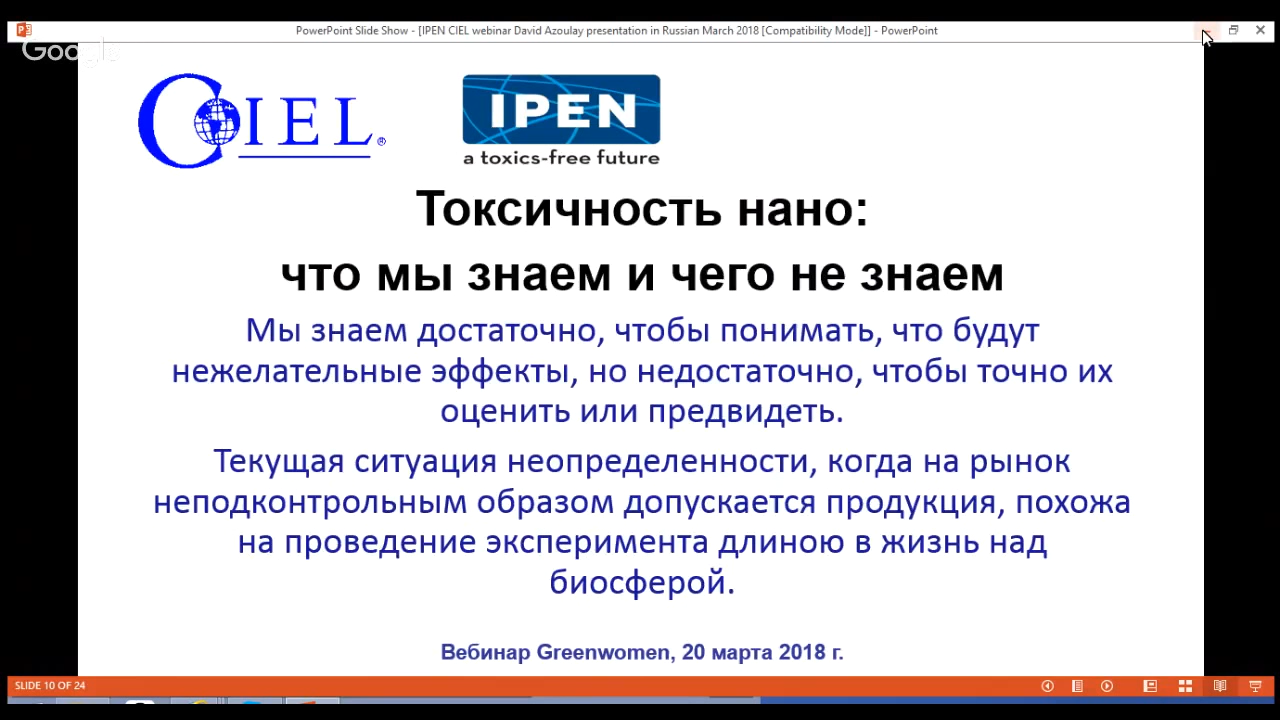 PowerPoint Slide Show - [IPEN CIEL webinar David Azoulay presentation in Russian March 2018 [Compatibility Mode]] - PowerPoint
Google
CIEL®
IPEN
a toxics-free future
Токсичность нано:
что мы знаем и чего не знаем
Мы знаем достаточно, чтобы понимать, что будут
нежелательные эффекты, но недостаточно, чтобы точно их
оценить или предвидеть.
Текущая ситуация неопределенности, когда на рынок
неподконтрольным образом допускается продукция, похожа
на проведение эксперимента длиною в жизнь над
биосферой.
Вебинар Greenwomen, 20 марта 2018 г.
SLIDE 10 OF 24